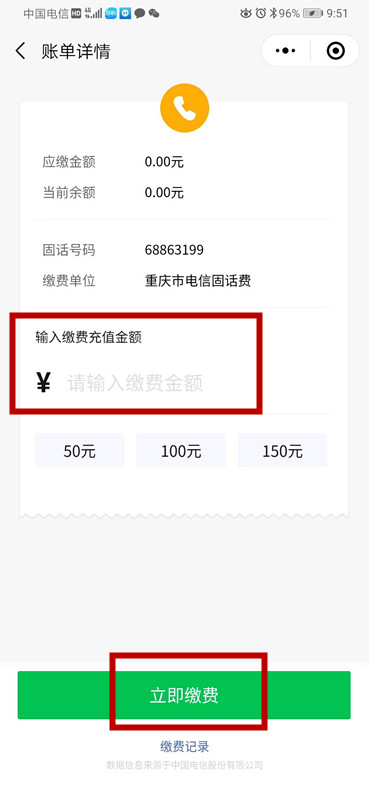 中国电信 HD 96% 9:51
账单详情
应缴金额 0.00元
当前余额 0.00元
固话号码 68863199
缴费单位 重庆市电信固话费
输入缴费充值金额
¥ 请输入缴费金额
50元 100元 150元
立即缴费
缴费记录
数据信息来源于中国电信股份有限公司